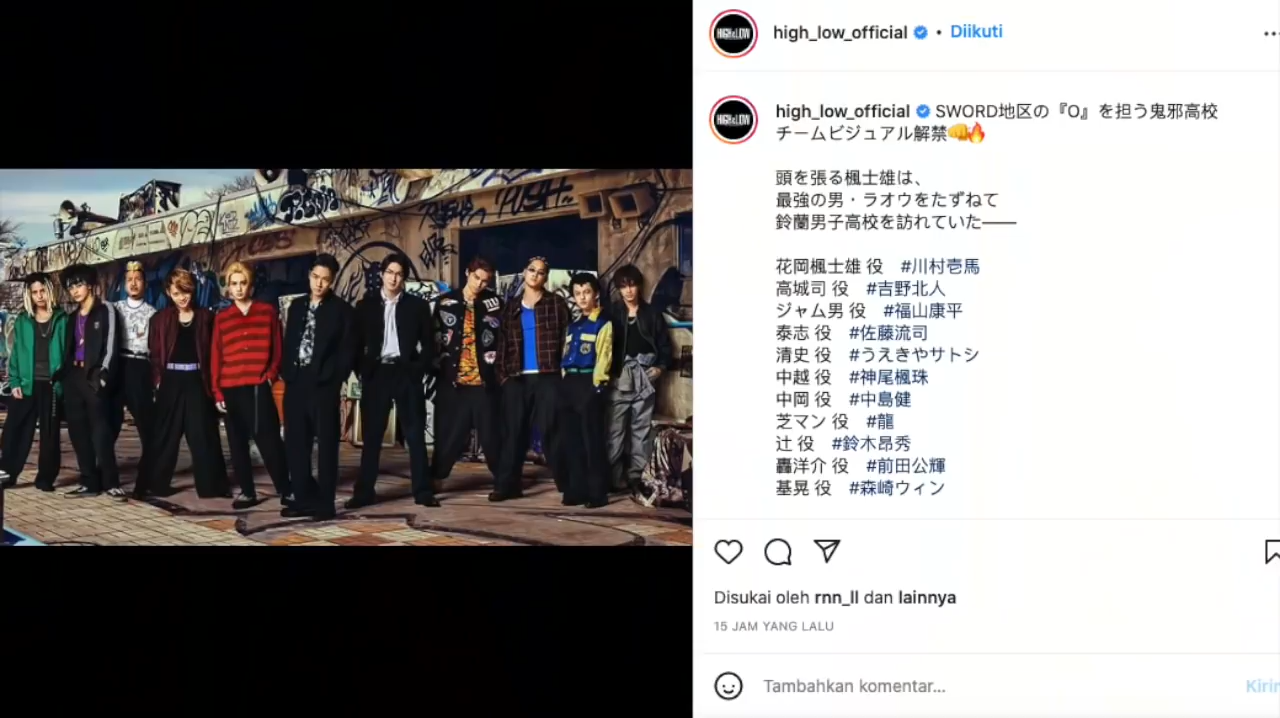 high_low_official • Diikuti
high_low_official SWORD地区の『O』を担う鬼邪高校
チームビジュアル解禁👊🔥
頭を張る楓士雄は、
最強の男・ラオウをたずねて
鈴蘭男子高校を訪れていた——
花岡楓士雄 役 #川村壱馬
高城司 役 #吉野北人
ジャム男 役 #福山康平
泰志 役 #佐藤流司
清史 役 #うえきやサトシ
中越 役 #神尾楓珠
中岡 役 #中島健
芝マン 役 #龍
辻 役 #鈴木昂秀
轟洋介 役 #前田公輝
基晃 役 #森崎ウィン
Disukai oleh rnn_ll dan lainnya
15 JAM YANG LALU
Tambahkan komentar...
HIGH&LOW
HIGH&LOW
PUSH